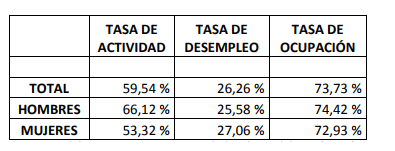 TASA DE ACTIVIDAD TASA DE DESEMPLEO TASA DE OCUPACIÓN
TOTAL 59,54 % 26,26 % 73,73 %
HOMBRES 66,12 % 25,58 % 74,42 %
MUJERES 53,32 % 27,06 % 72,93 %